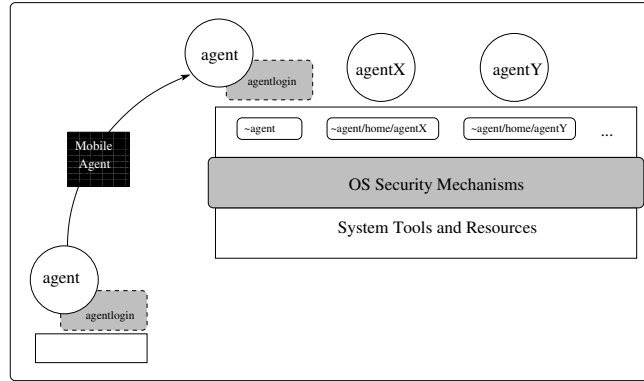 agent
agentX
agentY
agentlogin
~agent
~agent/home/agentX
~agent/home/agentY
...
Mobile
Agent
OS Security Mechanisms
System Tools and Resources
agent
agentlogin